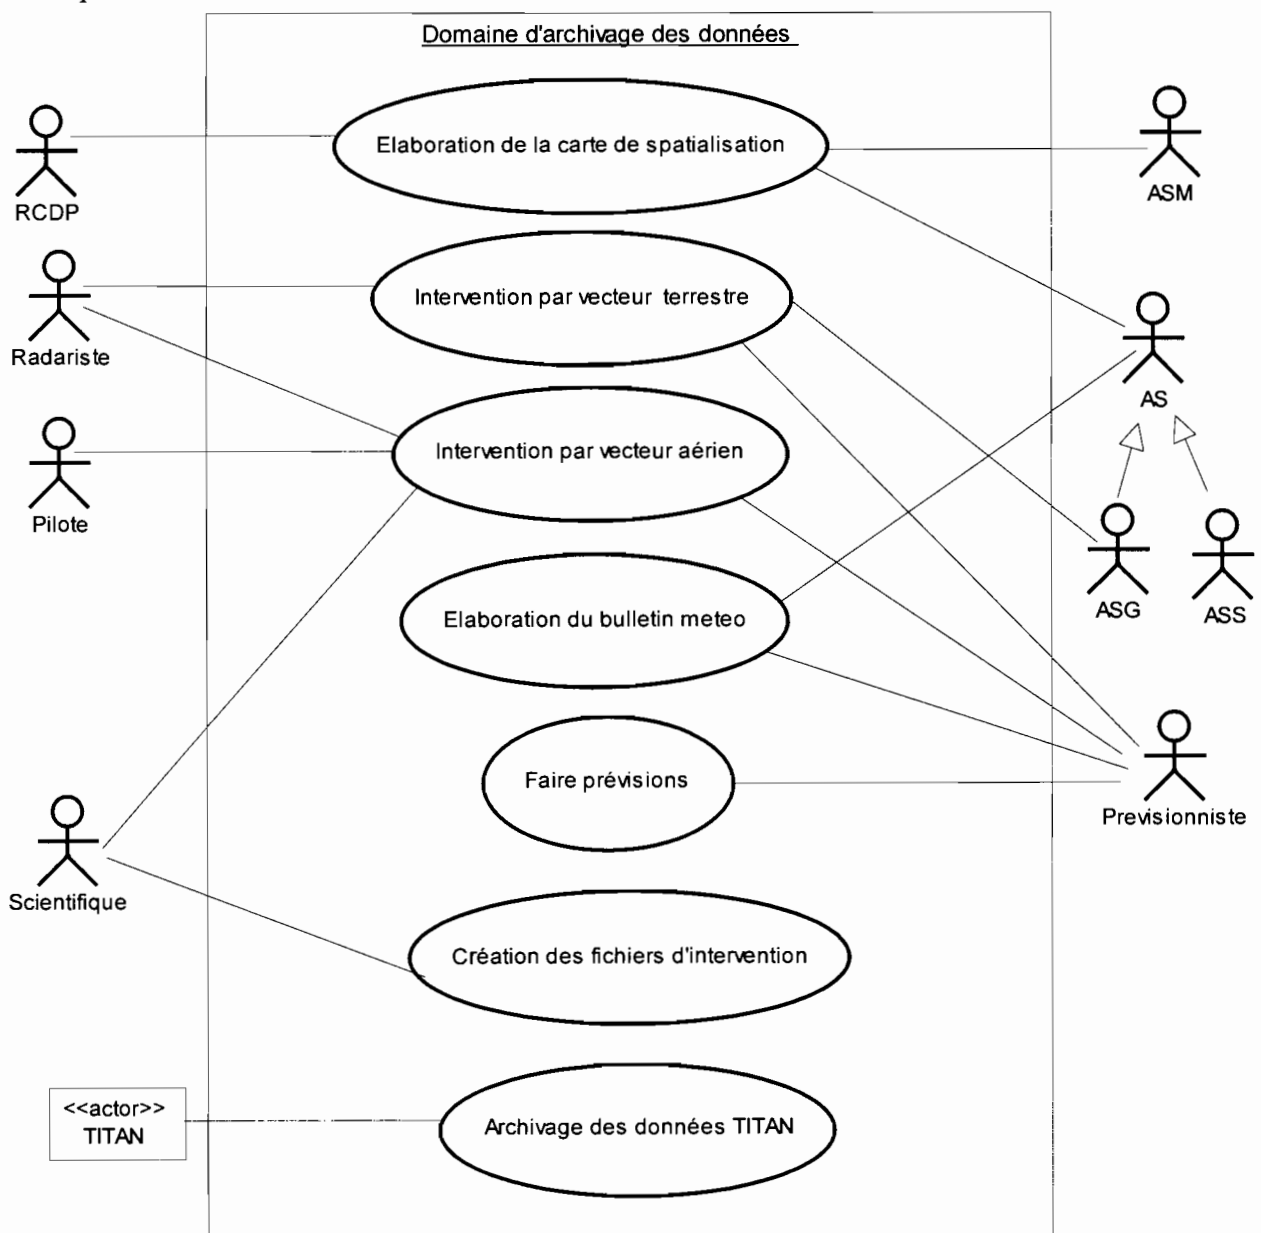 Domaine d'archivage des données
Elaboration de la carte de spatialisation
RCDP
ASM
Intervention par vecteur terrestre
Radariste
AS
Intervention par vecteur aérien
Pilote
ASG
ASS
Elaboration du bulletin meteo
Faire prévisions
Previsionniste
Scientifique
Création des fichiers d'intervention
<<actor>>
TITAN
Archivage des données TITAN